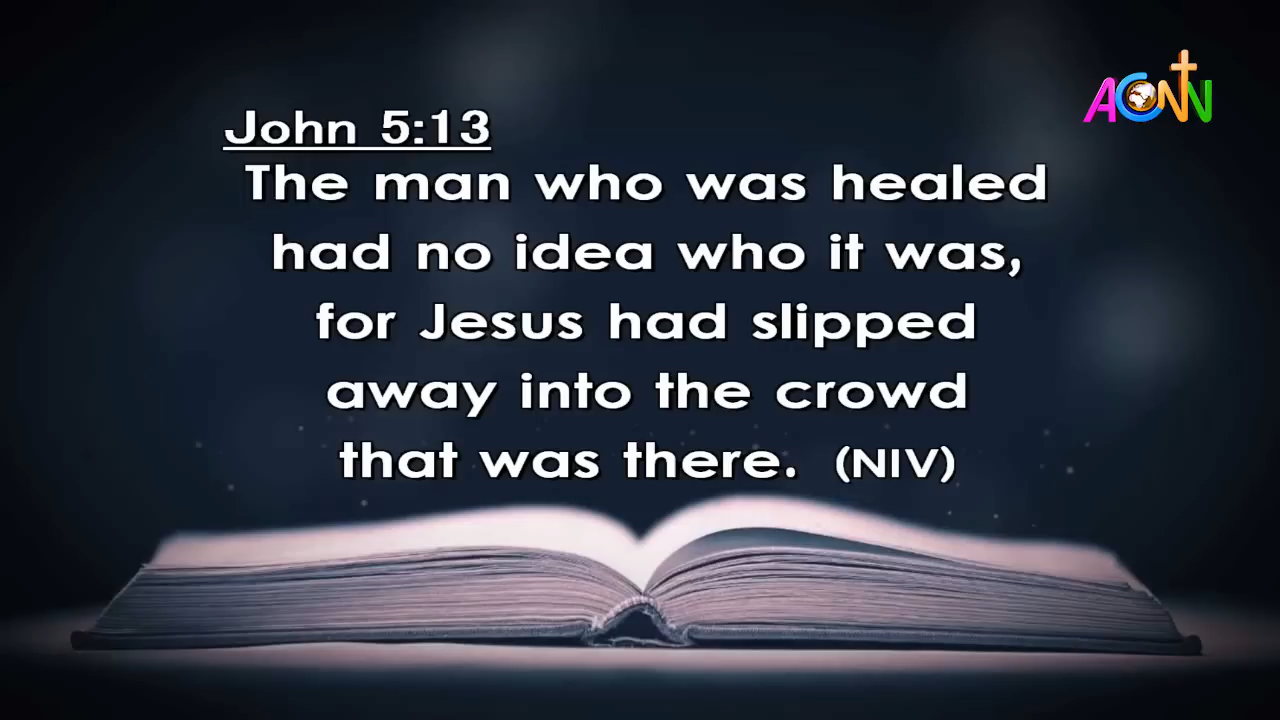 ACNN
John 5:13
The man who was healed
had no idea who it was,
for Jesus had slipped
away into the crowd
that was there. (NIV)